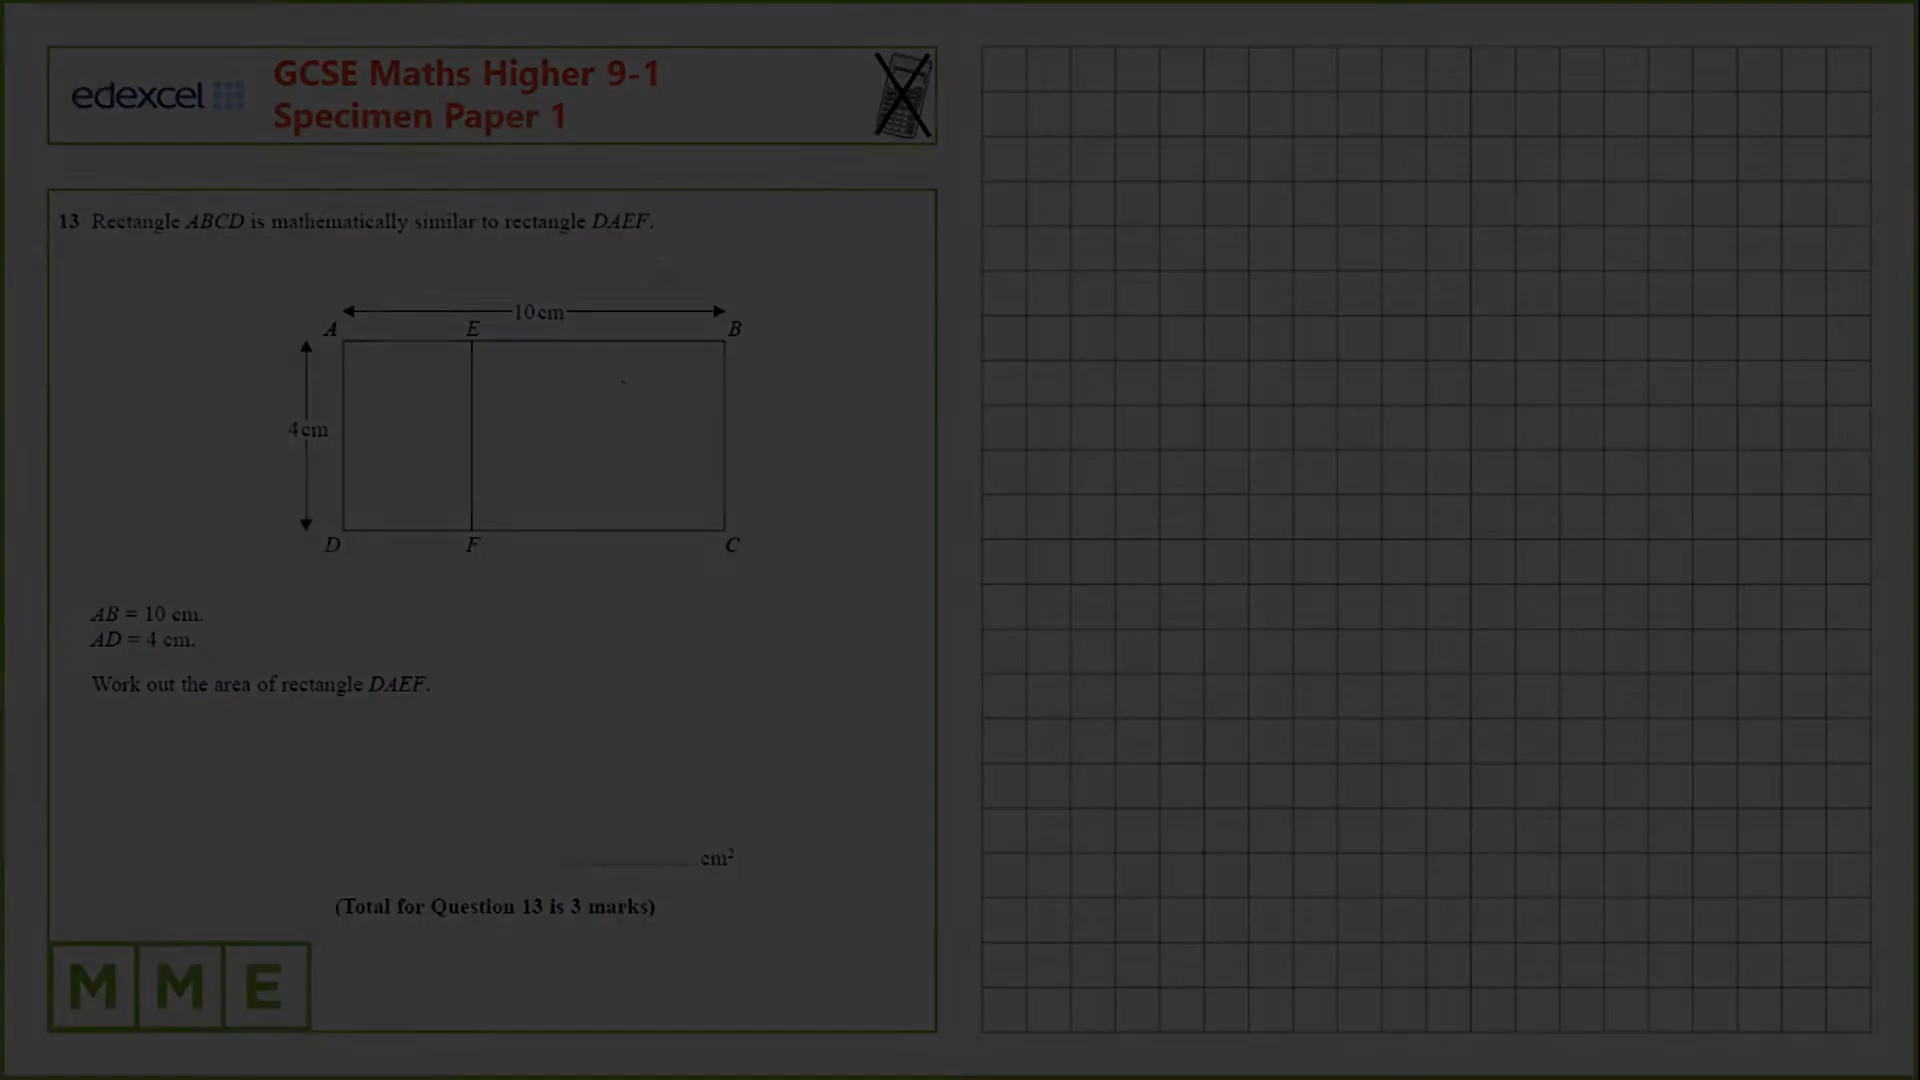 edexcel
GCSE Maths Higher 9-1
Specimen Paper 1
13 Rectangle ABCD is mathematically similar to rectangle DAEF.
10 cm
A E B
4 cm
D F C
AB = 10 cm.
AD = 4 cm.
Work out the area of rectangle DAEF.
cm²
(Total for Question 13 is 3 marks)
MME